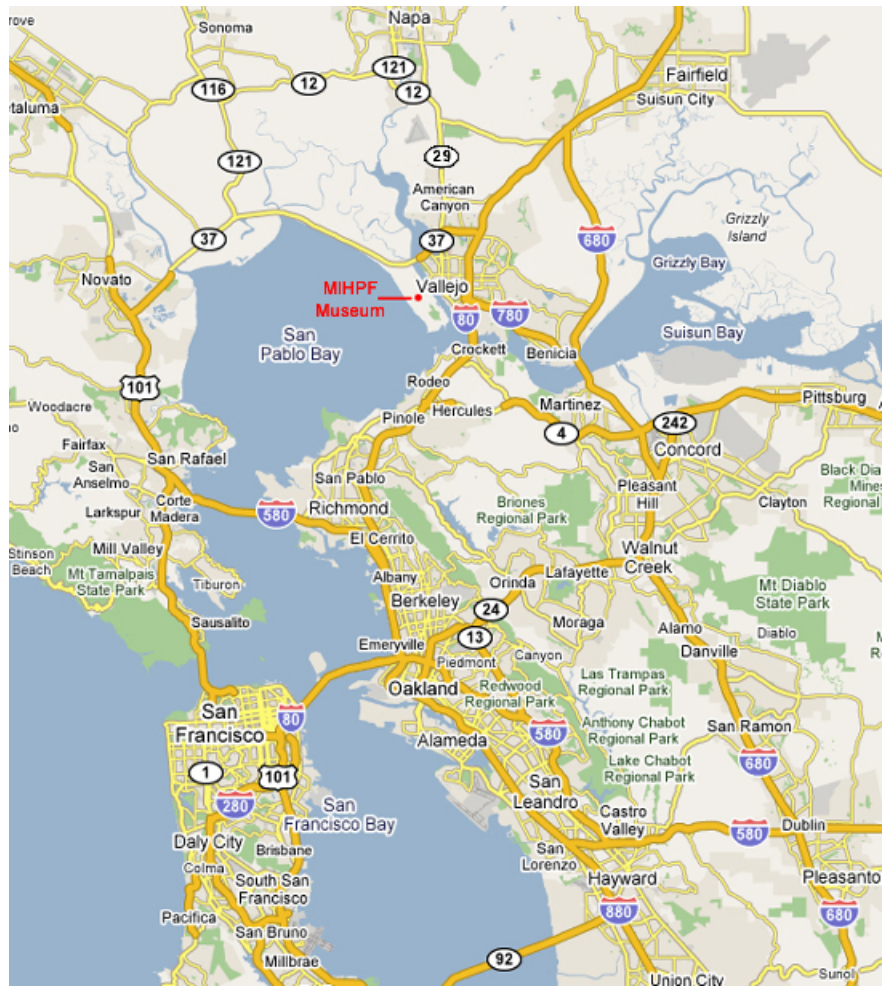 Napa
Sonoma
rove
121
Fairfield
116
12
12
Suisun City
etaluma
121
29
American
Canyon
Grizzly
Island
37
37
680
Grizzly Bay
Novato
Vallejo
MIHPF
Museum
80
780
San
Pablo Bay
Suisun Bay
Crockett
Benicia
101
Rodeo
Woodacre
Pinole
Hercules
Martinez
Pittsburg
4
242
Fairfax
San Rafael
Concord
San
Anselmo
San Pablo
Pleasant
Hill
Black Dia
Mines
Regional P
Larkspur
Corte
Madera
580
Richmond
Briones
Regional Park
Clayton
El Cerrito
Stinson
Beach
Mill Valley
Walnut
Creek
Mt Tamalpais
State Park
Tiburon
Albany
Orinda
Lafayette
Mt Diablo
State Park
Berkeley
24
Sausalito
Moraga
Alamo
Diablo
Emeryville
13
Canyon
Danville
Piedmont
Oakland
Redwood
Regional Park
Las Trampas
Regional Park
San
Francisco
80
580
Anthony Chabot
Regional Park
San Ramon
Alameda
Lake Chabot
Regional Park
680
1
101
San
Leandro
280
San
Francisco Bay
Castro
Valley
580
Dublin
Daly City
Brisbane
San
Lorenzo
Colma
Hayward
Pleasanto
South San
Francisco
880
680
Pacifica
San Bruno
92
Millbrae
Union City
Sunol